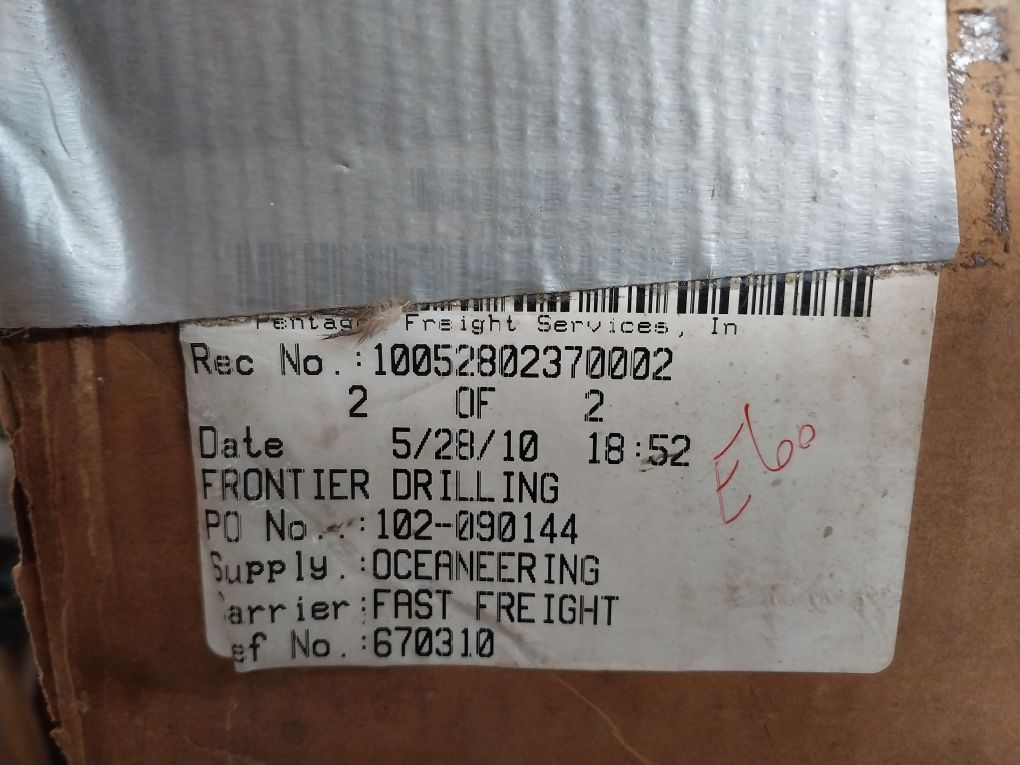 Freight Services, In
Rec No.:10052802370002
2 OF 2
Date 5/28/10 18:52
FRONTIER DRILLING
PO No..:102-090144
Supply.:OCEANEERING
Carrier:FAST FREIGHT
ef No.:670310
E60